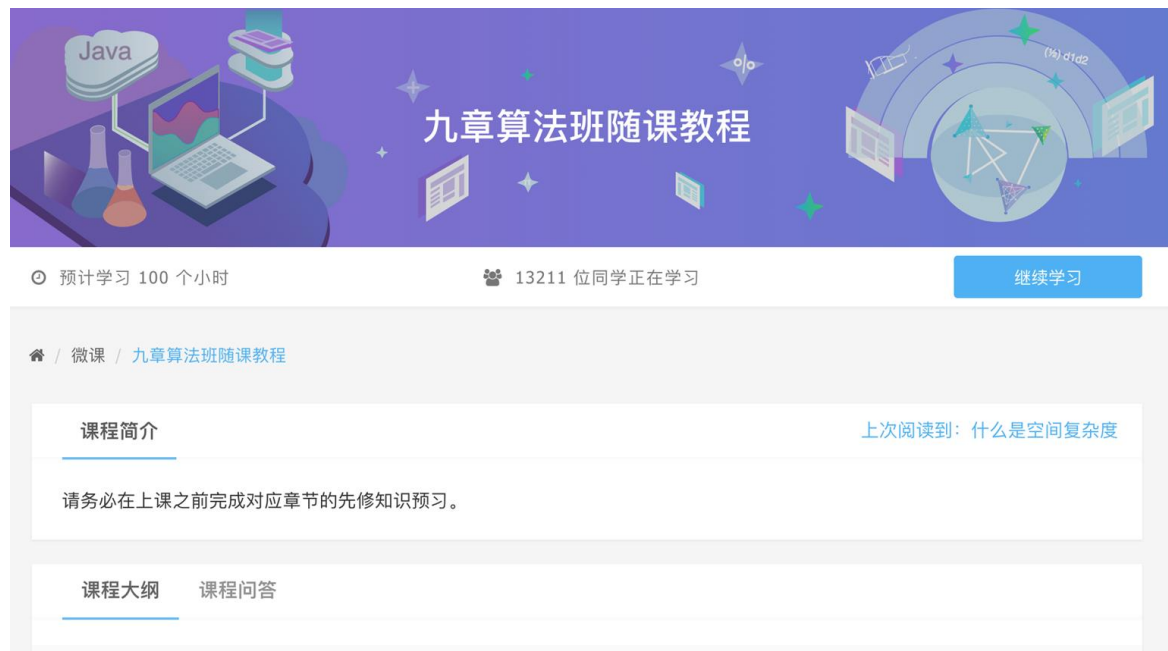 Java
%
(½) d1d2
九章算法班随课教程
预计学习 100 个小时
13211 位同学正在学习
继续学习
/ 微课 / 九章算法班随课教程
课程简介
上次阅读到：什么是空间复杂度
请务必在上课之前完成对应章节的先修知识预习。
课程大纲 课程问答